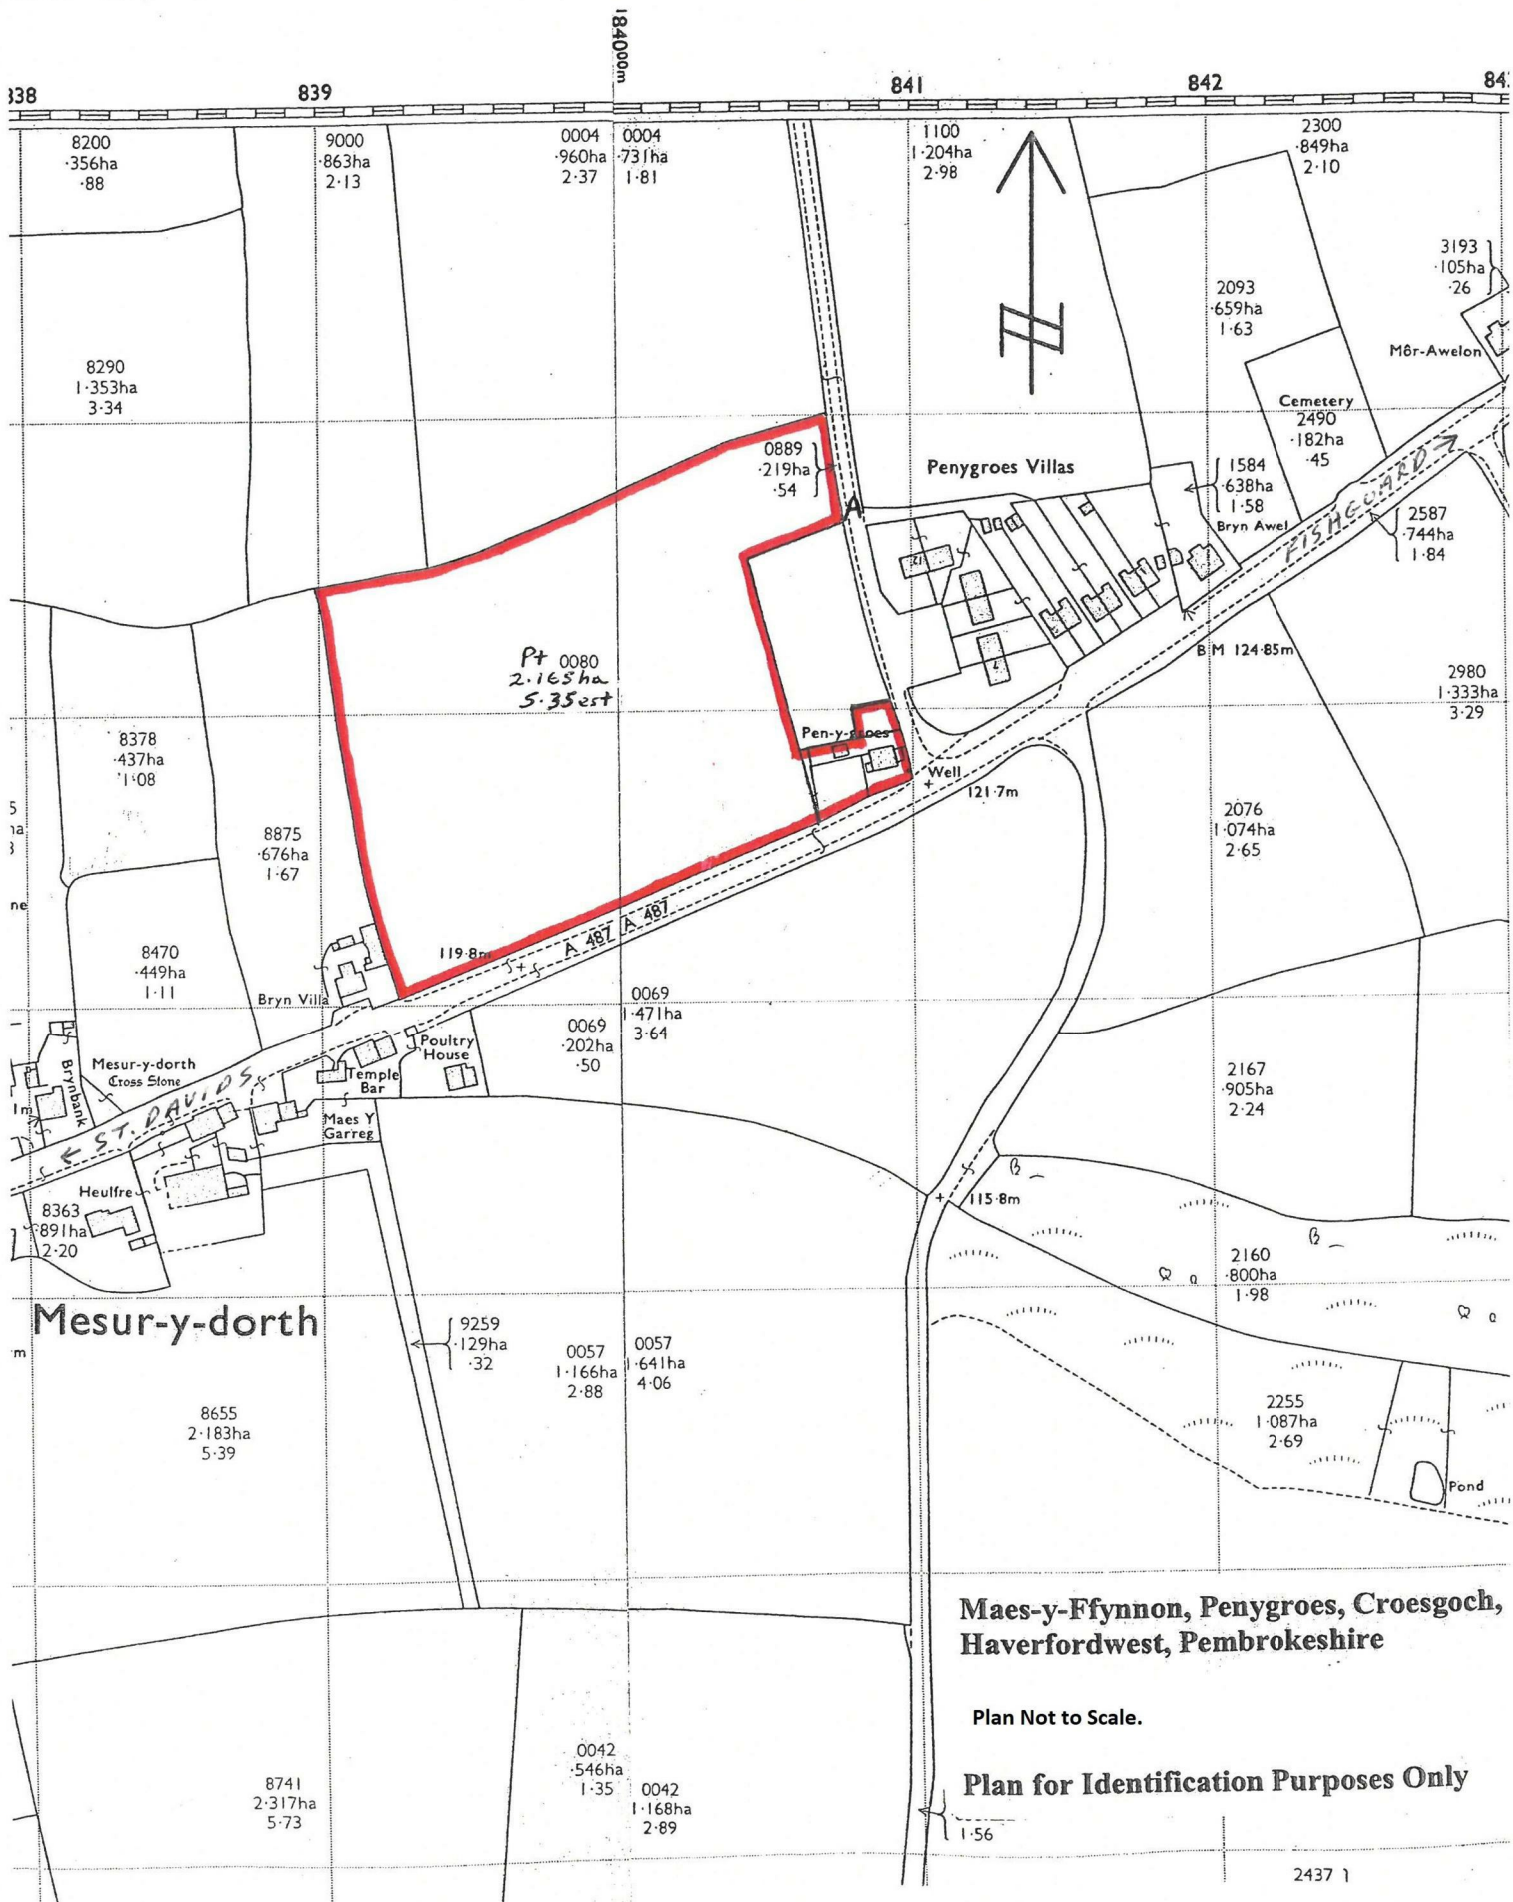 184000m
838
839
841
842
8200
·356ha
·88
9000
·863ha
2·13
0004
·960ha
2·37
0004
·731ha
1·81
1100
1·204ha
2·98
2300
·849ha
2·10
3193
·105ha
·26
2093
·659ha
1·63
Môr-Awelon
8290
1·353ha
3·34
Cemetery
2490
·182ha
·45
0889
·219ha
·54
Penygroes Villas
1584
·638ha
1·58
Bryn Awel
FISHGUARD →
2587
·744ha
1·84
A
Pt 0080
2.165ha
5.35est
B M 124·85m
2980
1·333ha
3·29
8378
·437ha
1·08
Pen-y-groes
Well
121·7m
2076
1·074ha
2·65
8875
·676ha
1·67
8470
·449ha
1·11
Bryn Villa
119·8m
A 487
A 487
0069
1·471ha
3·64
0069
·202ha
·50
Poultry
House
Temple
Bar
Mesur-y-dorth
Cross Stone
Brynbank
← ST. DAVIDS
Maes Y
Garreg
2167
·905ha
2·24
Heulfre
8363
·891ha
2·20
115·8m
2160
·800ha
1·98
Mesur-y-dorth
9259
·129ha
·32
0057
1·166ha
2·88
0057
1·641ha
4·06
8655
2·183ha
5·39
2255
1·087ha
2·69
Pond
Maes-y-Ffynnon, Penygroes, Croesgoch,
Haverfordwest, Pembrokeshire
Plan Not to Scale.
Plan for Identification Purposes Only
0042
·546ha
1·35
0042
1·168ha
2·89
8741
2·317ha
5·73
1·56
2437 1